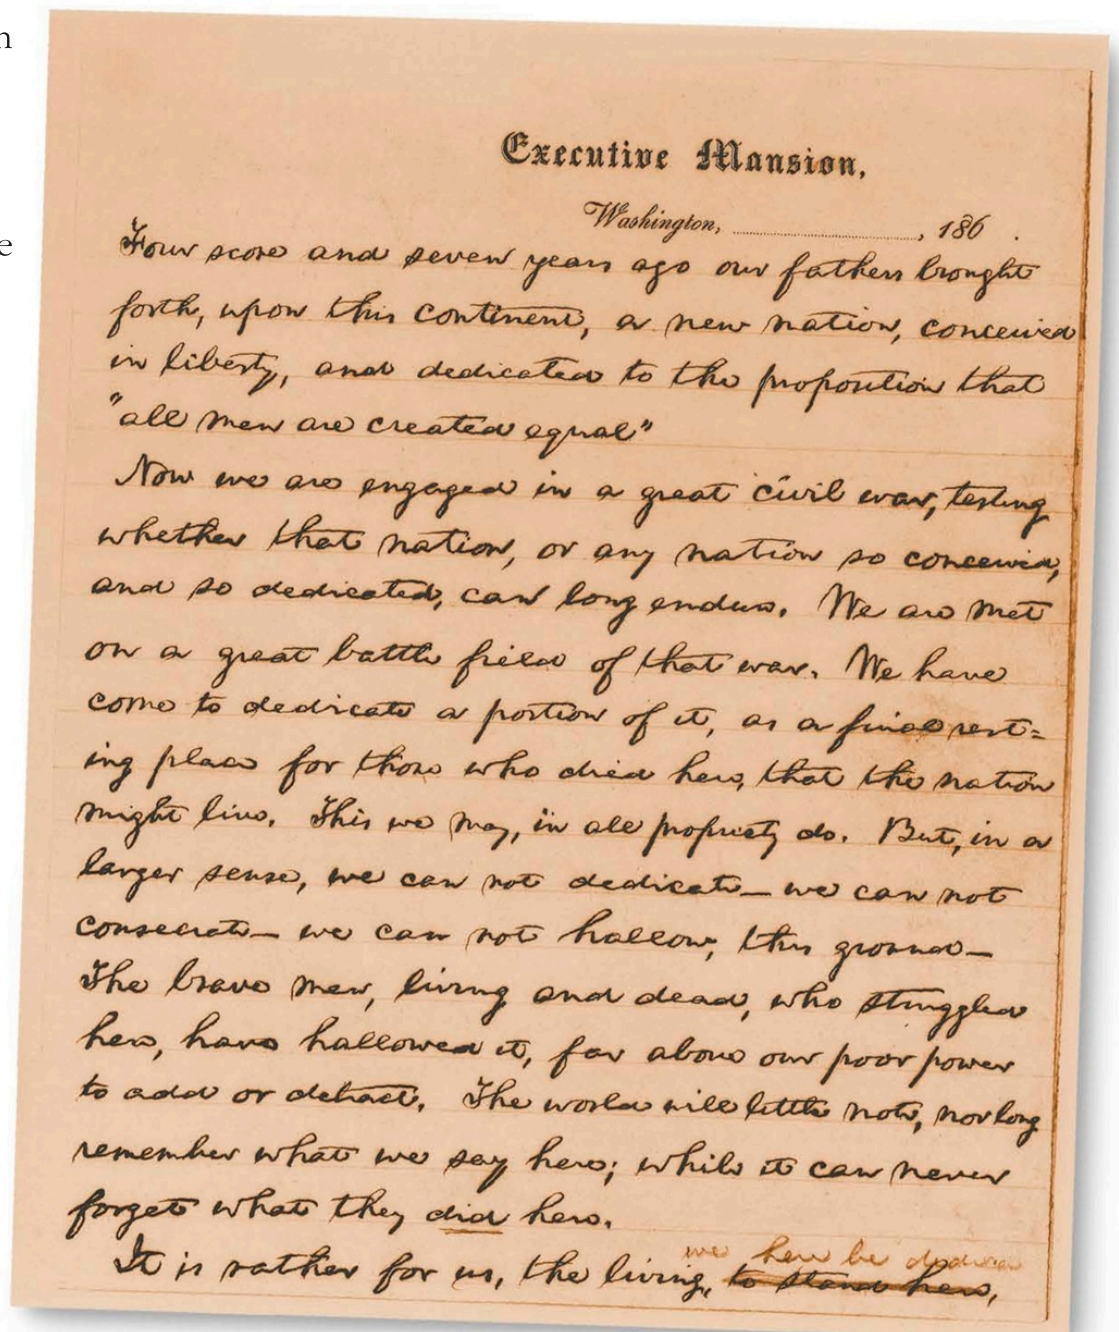 n
e
Executive Mansion,
Washington, , 186 .
Four score and seven years ago our fathers brought
forth, upon this continent, a new nation, conceived
in liberty, and dedicated to the proposition that
"all men are created equal"
Now we are engaged in a great civil war, testing
whether that nation, or any nation so conceived,
and so dedicated, can long endure. We are met
on a great battle field of that war. We have
come to dedicate a portion of it, as a final rest=
ing place for those who died here, that the nation
might live. This we may, in all propriety do. But, in a
larger sense, we can not dedicate— we can not
consecrate— we can not hallow, this ground—
The brave men, living and dead, who struggled
here, have hallowed it, far above our poor power
to add or detract. The world will little note, nor long
remember what we say here; while it can never
forget what they did here.
we here be dedica
It is rather for us, the living, to stand here,